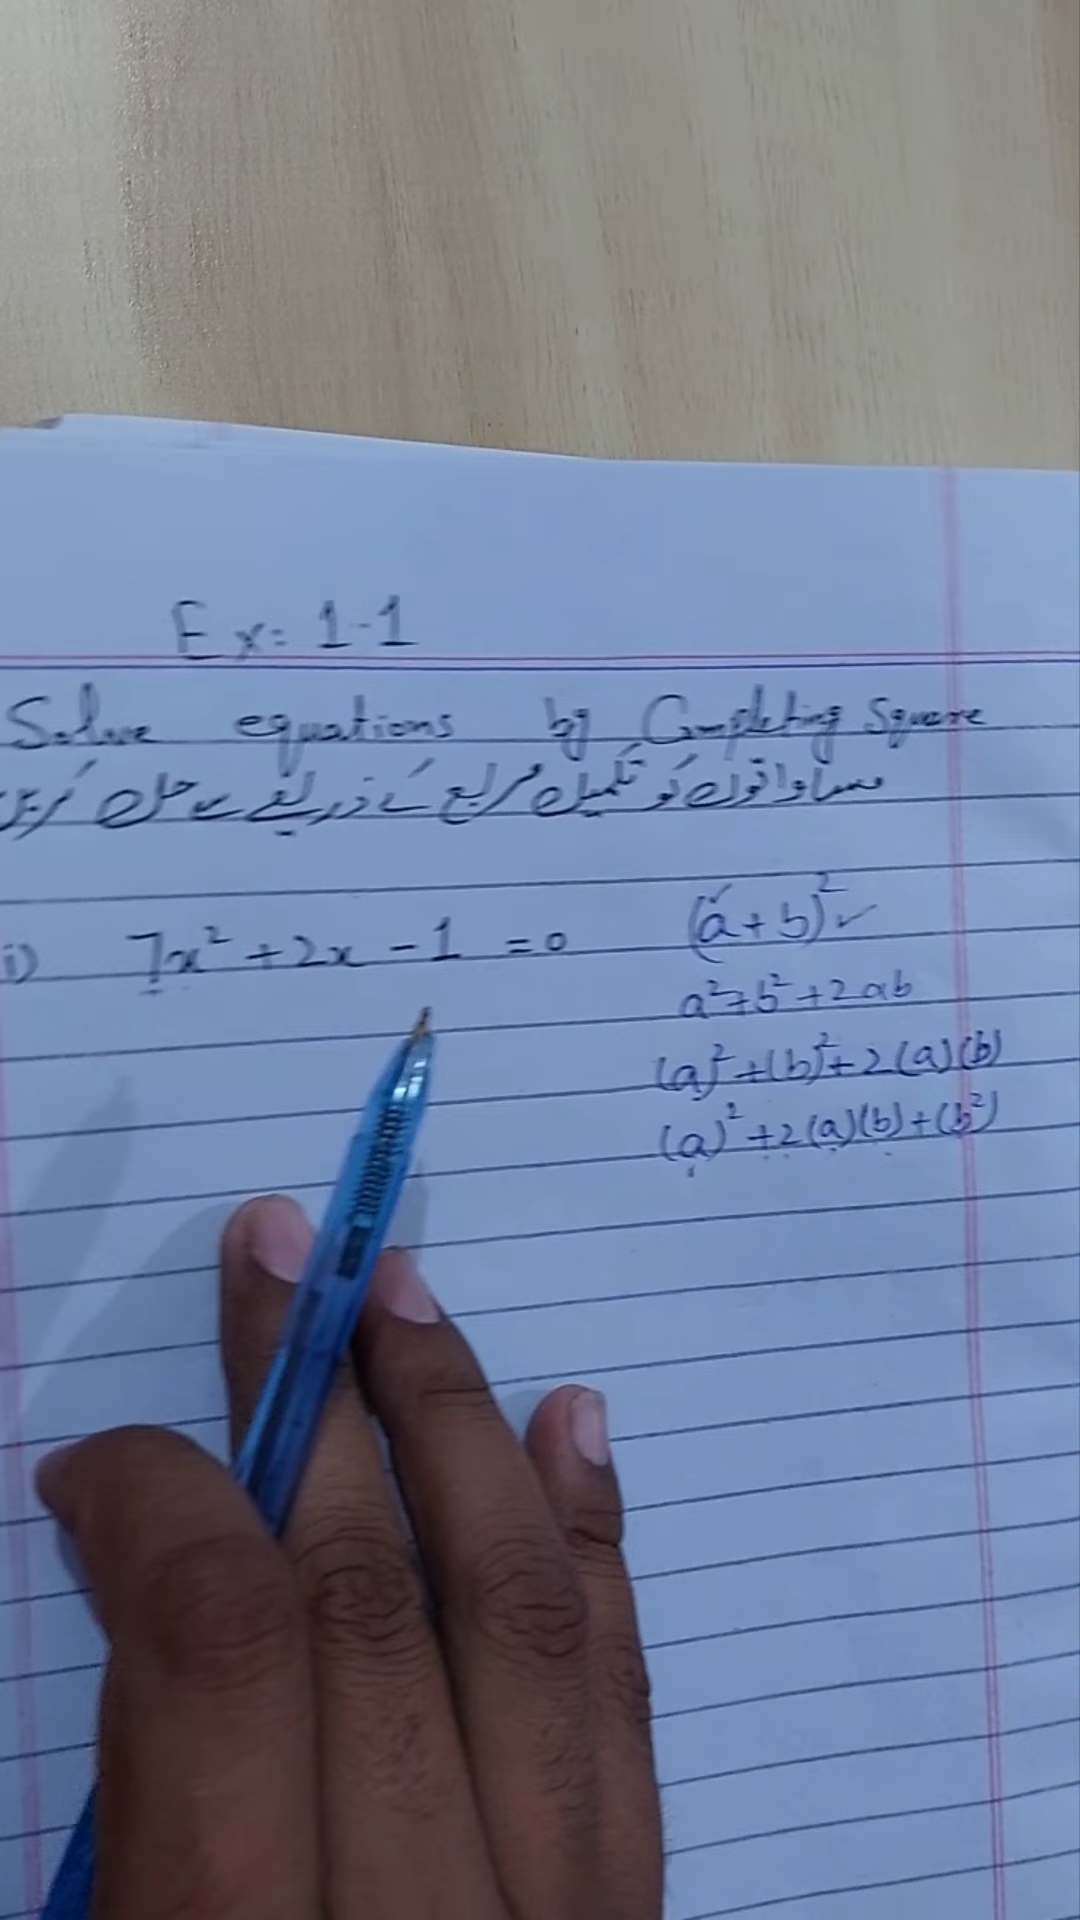 Ex: 1.1
Solve equations by Completing Square
مساواتوں کو تکمیل مربع کے ذریعے سے حل کریں
i) 7x² + 2x - 1 = 0
(a + b)²
a² + b² + 2ab
(a)² + (b)² + 2(a)(b)
(a)² + 2(a)(b) + (b²)